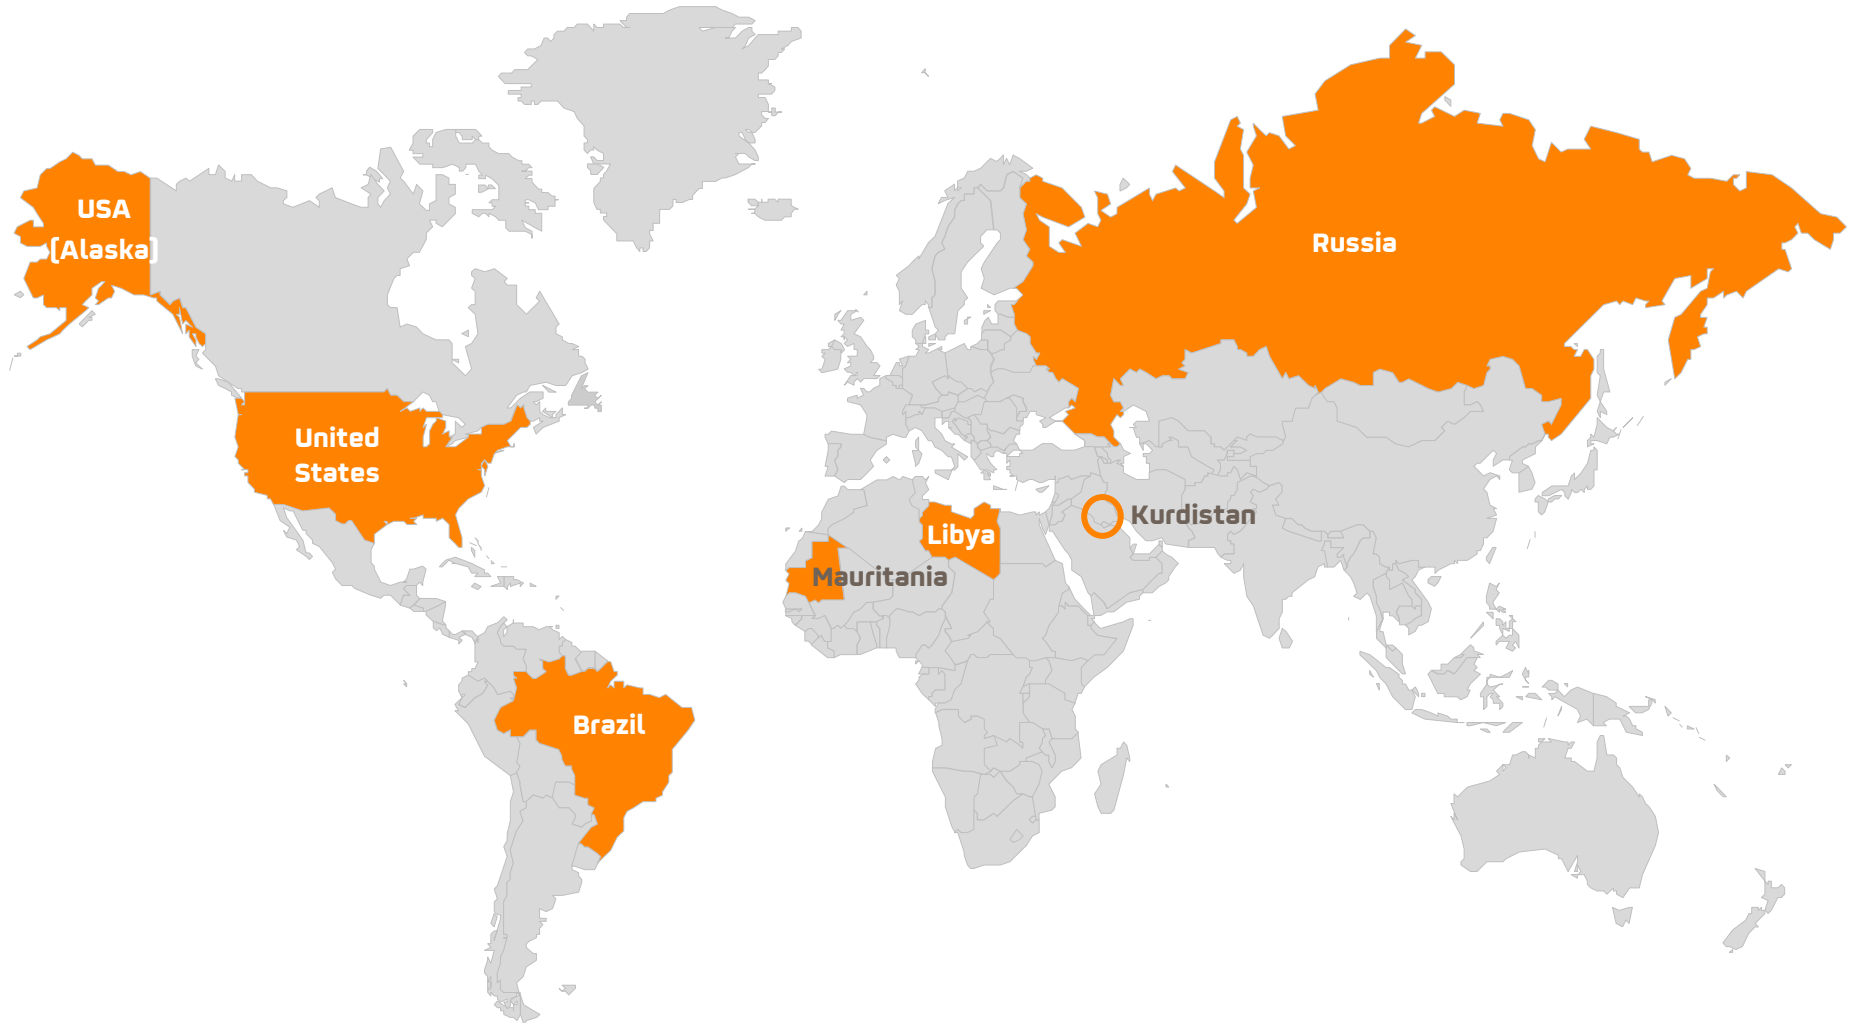 USA
(Alaska)
Russia
United
States
Kurdistan
Libya
Mauritania
Brazil